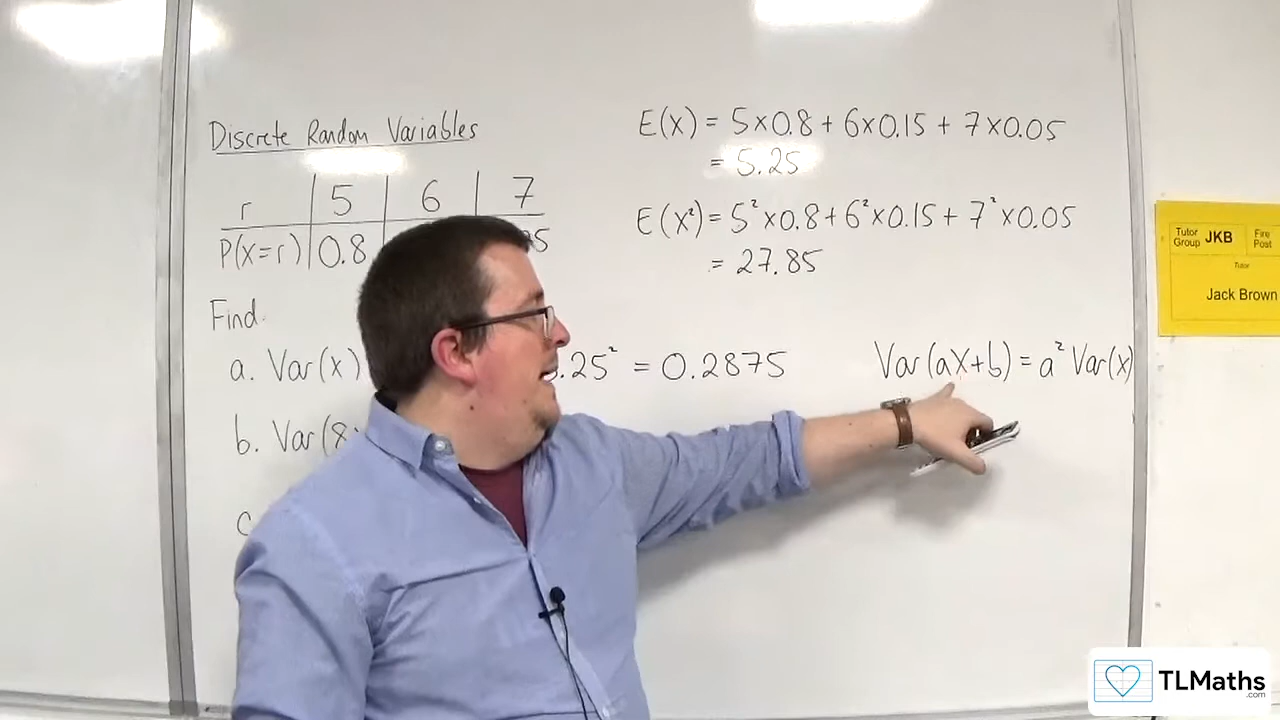 Discrete Random Variables
r | 5 | 6 | 7
P(X=r) | 0.8 | 5
Find.
a. Var(X) .25² = 0.2875
b. Var(8
c
E(X) = 5×0.8 + 6×0.15 + 7×0.05
= 5.25
E(X²) = 5²×0.8 + 6²×0.15 + 7²×0.05
= 27.85
Var(aX+b) = a² Var(X)
Tutor Group JKB Fire Post
Tutor
Jack Brown
TLMaths
.com